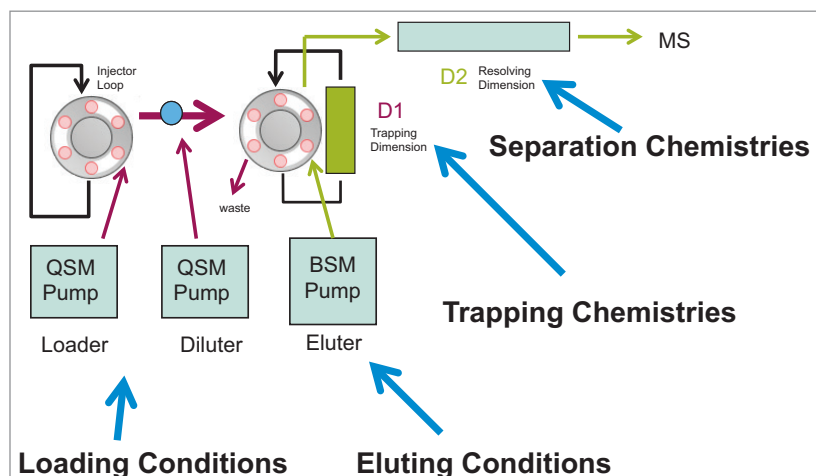 Injector
Loop
MS
D2 Resolving
Dimension
D1
Trapping
Dimension
Separation Chemistries
waste
QSM
Pump
QSM
Pump
BSM
Pump
Trapping Chemistries
Loader
Diluter
Eluter
Loading Conditions
Eluting Conditions